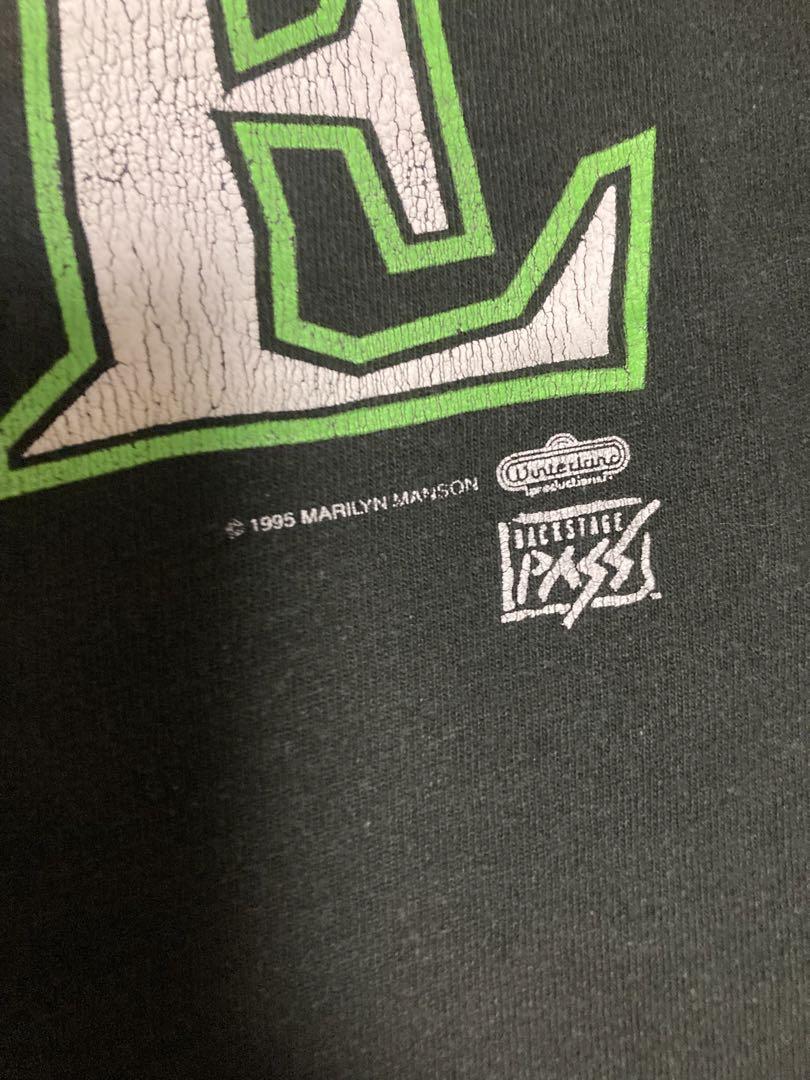 E
© 1995 MARILYN MANSON
Winterland
productions
BACKSTAGE
PASS